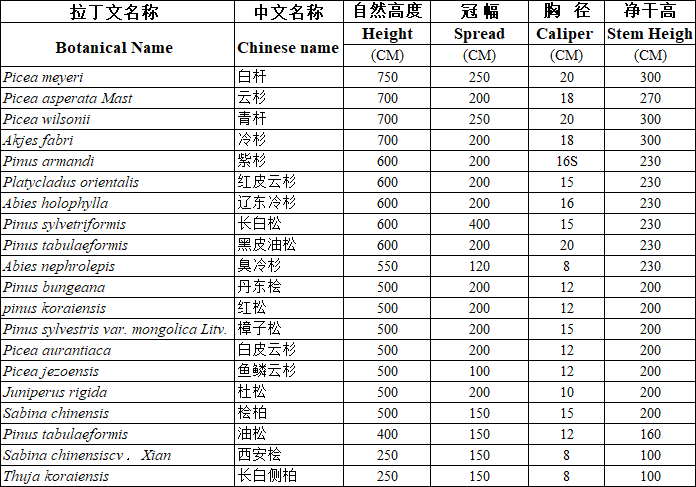 拉丁文名称 中文名称 自然高度 冠幅 胸径 净干高
Botanical Name Chinese name Height Spread Caliper Stem Heigh
(CM) (CM) (CM) (CM)
Picea meyeri 白杆 750 250 20 300
Picea asperata Mast 云杉 700 200 18 270
Picea wilsonii 青杆 700 250 20 300
Akjes fabri 冷杉 700 200 18 300
Pinus armandi 紫杉 600 200 16S 230
Platycladus orientalis 红皮云杉 600 200 15 230
Abies holophylla 辽东冷杉 600 200 16 230
Pinus sylvetriformis 长白松 600 400 15 230
Pinus tabulaeformis 黑皮油松 600 200 20 230
Abies nephrolepis 臭冷杉 550 120 8 230
Pinus bungeana 丹东桧 500 200 12 200
pinus koraiensis 红松 500 200 12 200
Pinus sylvestris var. mongolica Litv. 樟子松 500 200 15 200
Picea aurantiaca 白皮云杉 500 200 12 200
Picea jezoensis 鱼鳞云杉 500 100 12 200
Juniperus rigida 杜松 500 200 10 200
Sabina chinensis 桧柏 500 150 15 200
Pinus tabulaeformis 油松 400 150 12 160
Sabina chinensiscv． Xian 西安桧 250 150 8 100
Thuja koraiensis 长白侧柏 250 150 8 100